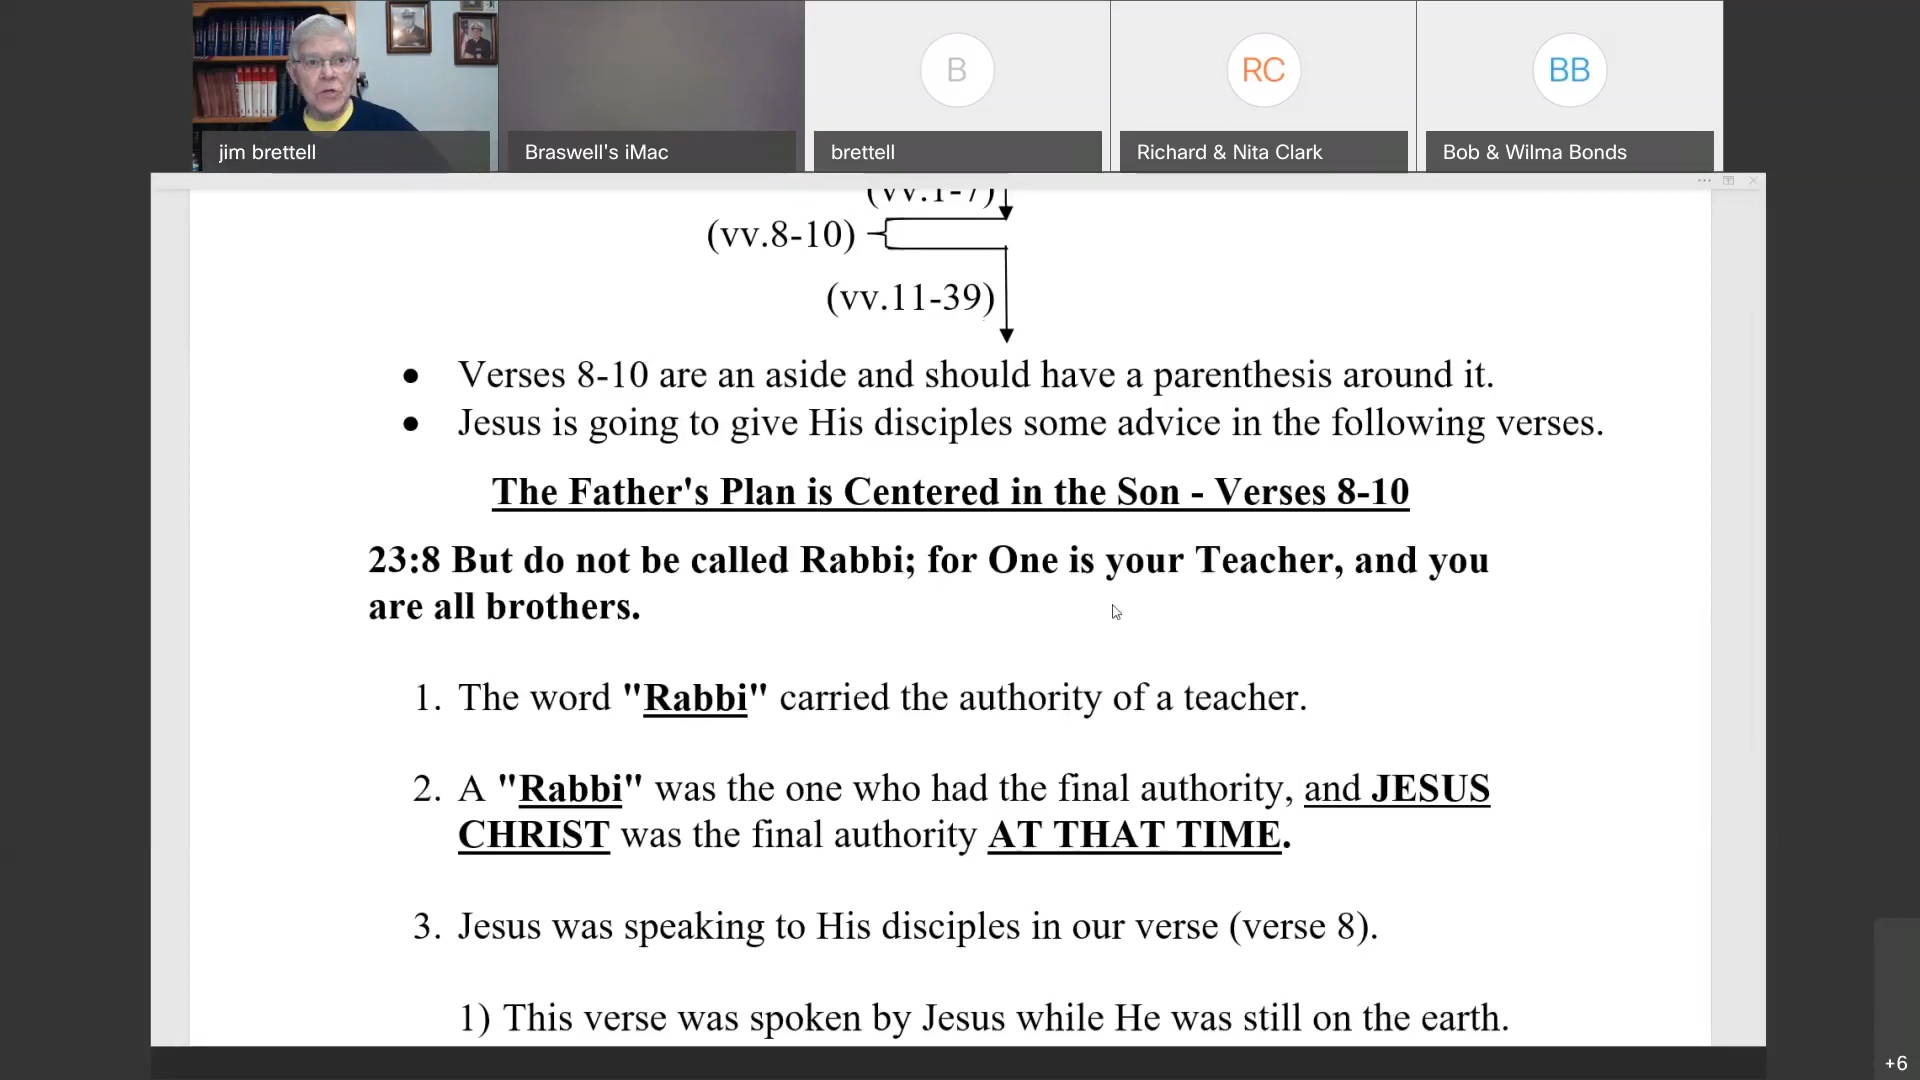 B
RC
BB
jim brettell
Braswell's iMac
brettell
Richard & Nita Clark
Bob & Wilma Bonds
(vv.1-7)
(vv.8-10)
(vv.11-39)
• Verses 8-10 are an aside and should have a parenthesis around it.
• Jesus is going to give His disciples some advice in the following verses.
The Father's Plan is Centered in the Son - Verses 8-10
23:8 But do not be called Rabbi; for One is your Teacher, and you
are all brothers.
1. The word "Rabbi" carried the authority of a teacher.
2. A "Rabbi" was the one who had the final authority, and JESUS
CHRIST was the final authority AT THAT TIME.
3. Jesus was speaking to His disciples in our verse (verse 8).
1) This verse was spoken by Jesus while He was still on the earth.
+6